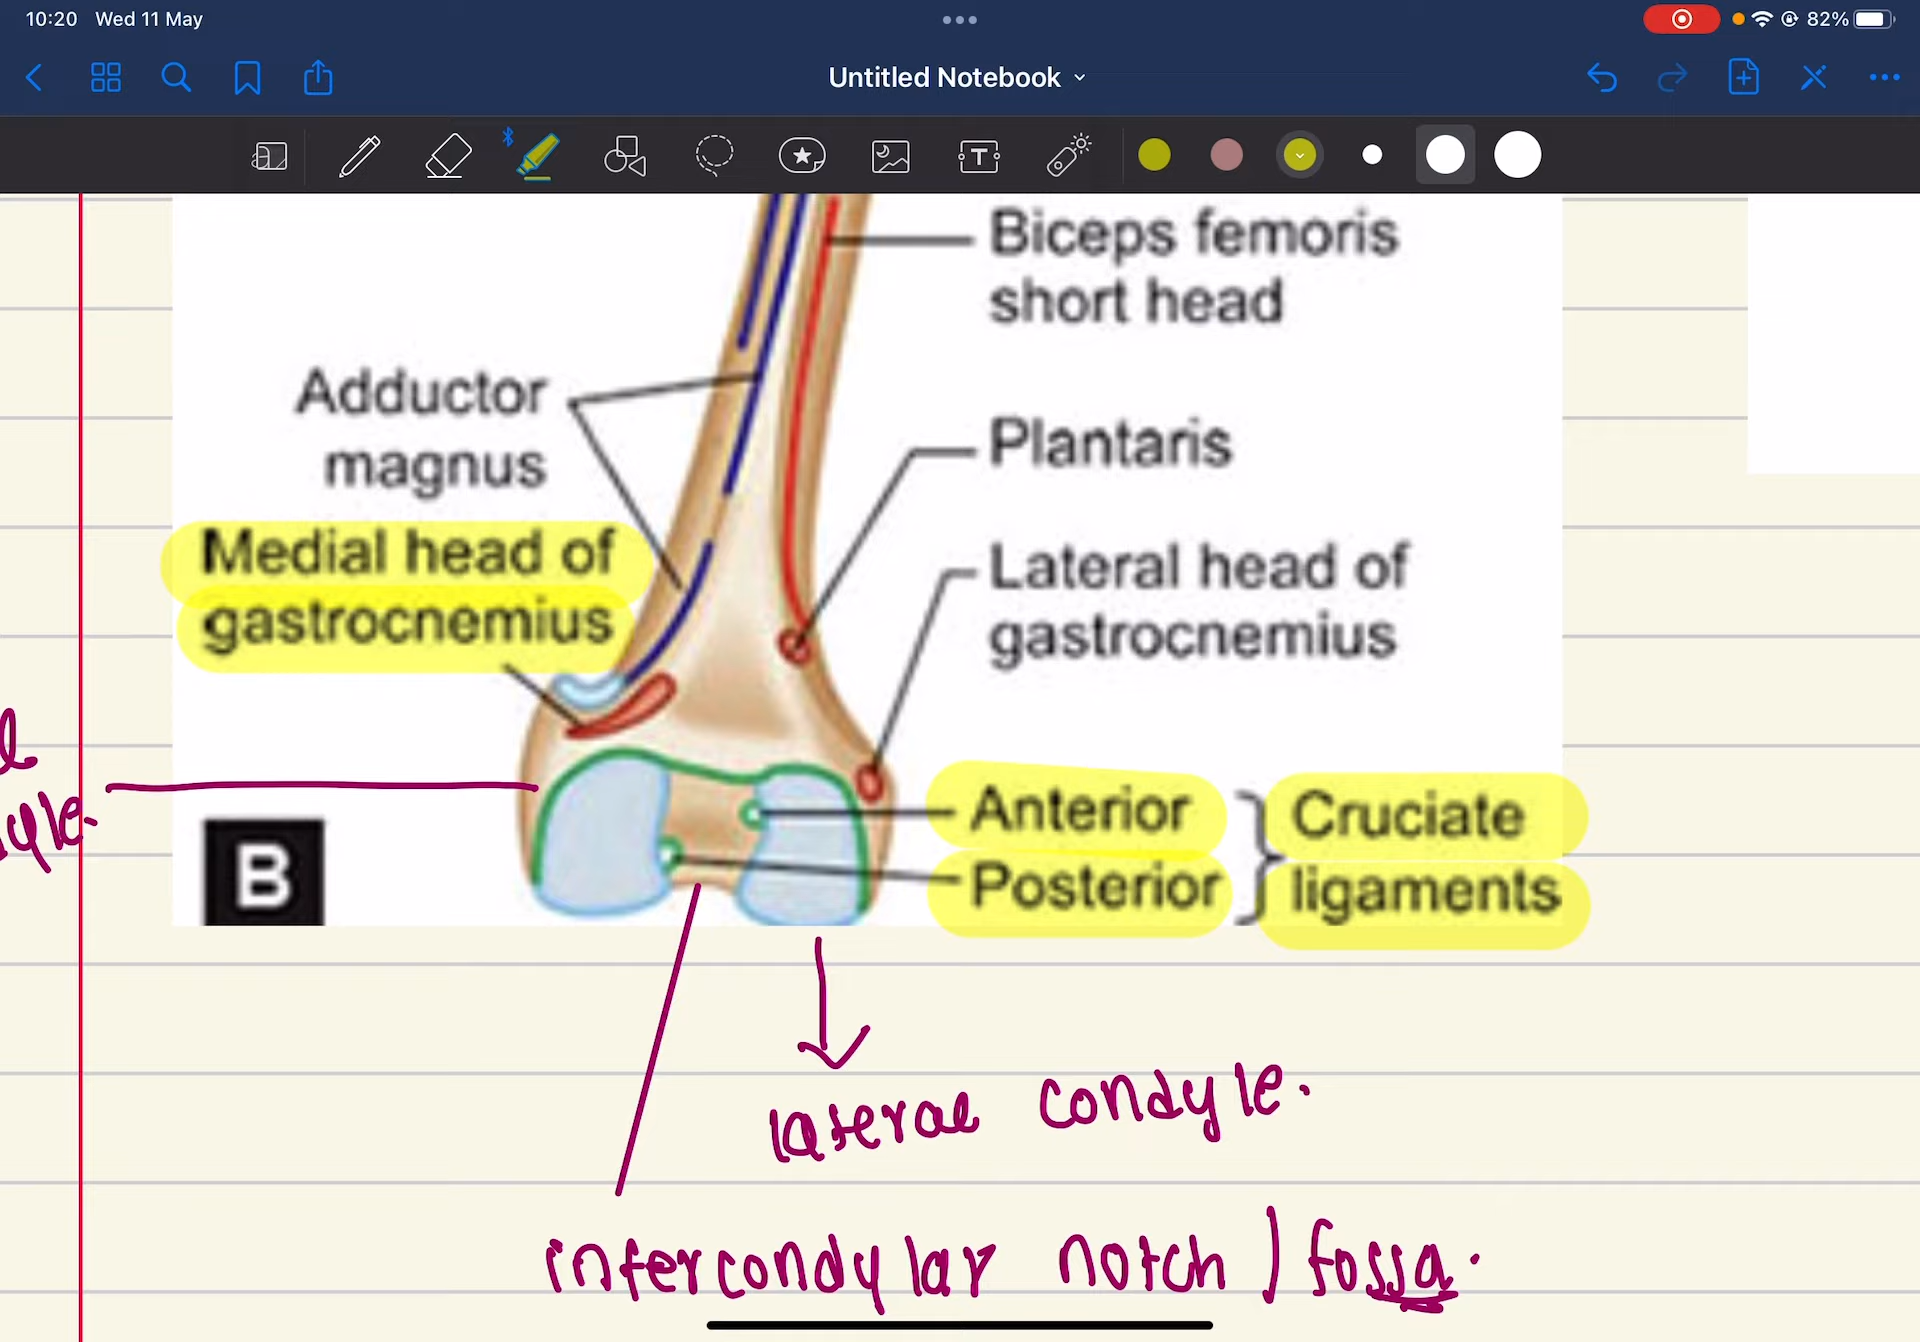 10:20 Wed 11 May
82%
Untitled Notebook
T
Biceps femoris
short head
Adductor
magnus
Plantaris
Medial head of
gastrocnemius
Lateral head of
gastrocnemius
Anterior
Posterior
Cruciate
ligaments
B
lateral condyle.
intercondylar notch / fossa.